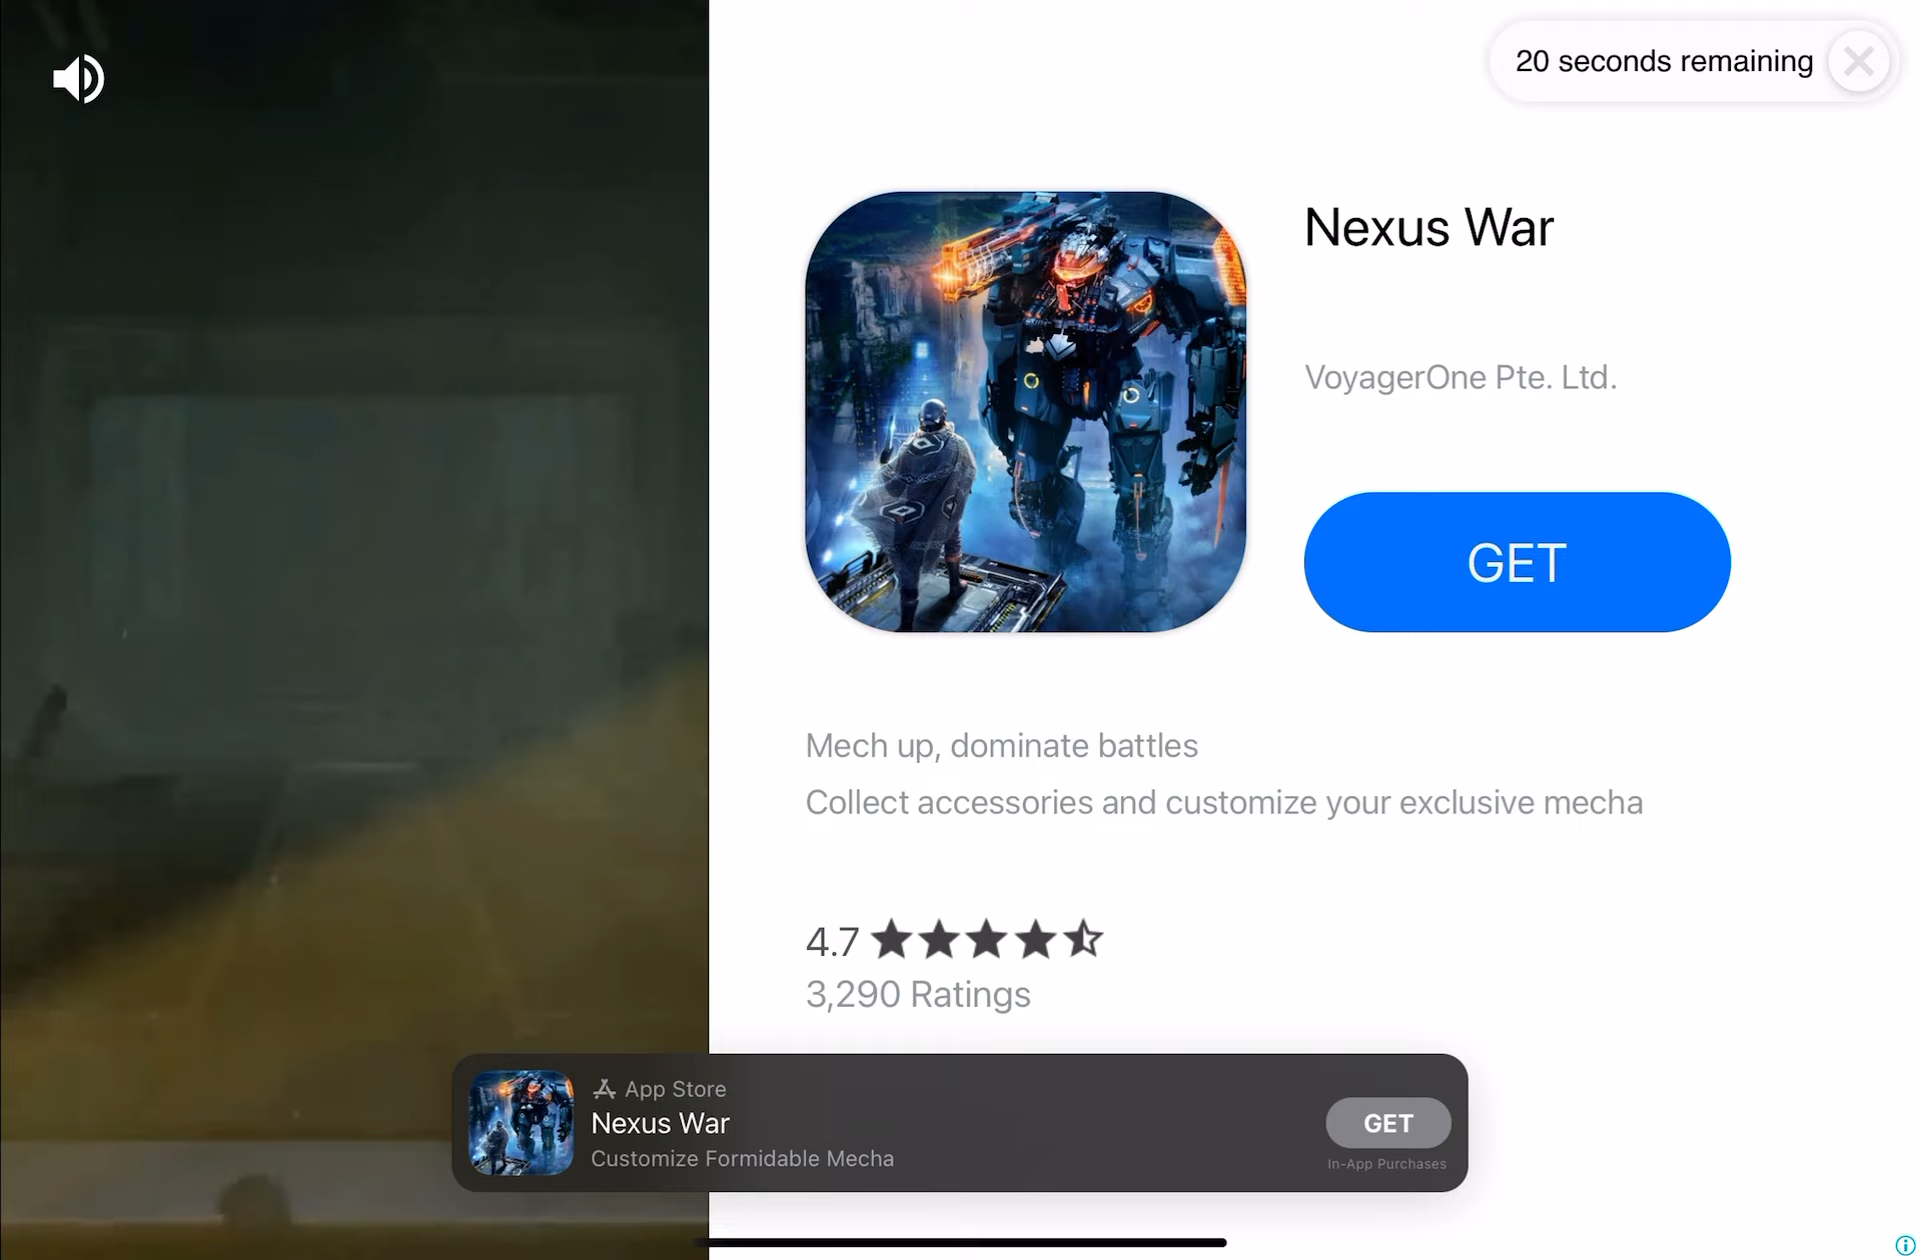 20 seconds remaining
Nexus War
VoyagerOne Pte. Ltd.
GET
Mech up, dominate battles
Collect accessories and customize your exclusive mecha
4.7
3,290 Ratings
App Store
Nexus War
Customize Formidable Mecha
GET
In-App Purchases